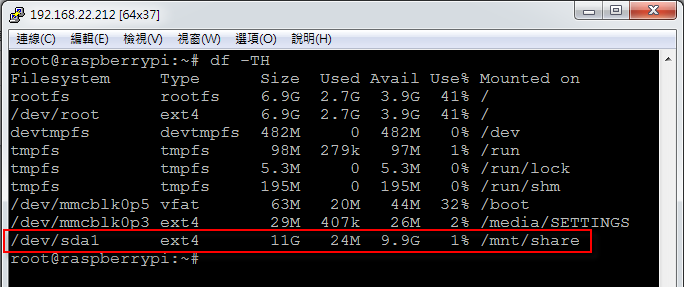 192.168.22.212 [64x37]
連線(C) 編輯(E) 檢視(V) 視窗(W) 選項(O) 說明(H)
root@raspberrypi:~# df -TH
Filesystem     Type      Size  Used Avail Use% Mounted on
rootfs         rootfs    6.9G  2.7G  3.9G  41% /
/dev/root      ext4      6.9G  2.7G  3.9G  41% /
devtmpfs       devtmpfs  482M     0  482M   0% /dev
tmpfs          tmpfs      98M  279k   97M   1% /run
tmpfs          tmpfs     5.3M     0  5.3M   0% /run/lock
tmpfs          tmpfs     195M     0  195M   0% /run/shm
/dev/mmcblk0p5 vfat       63M   20M   44M  32% /boot
/dev/mmcblk0p3 ext4       29M  407k   26M   2% /media/SETTINGS
/dev/sda1      ext4       11G   24M  9.9G   1% /mnt/share
root@raspberrypi:~#